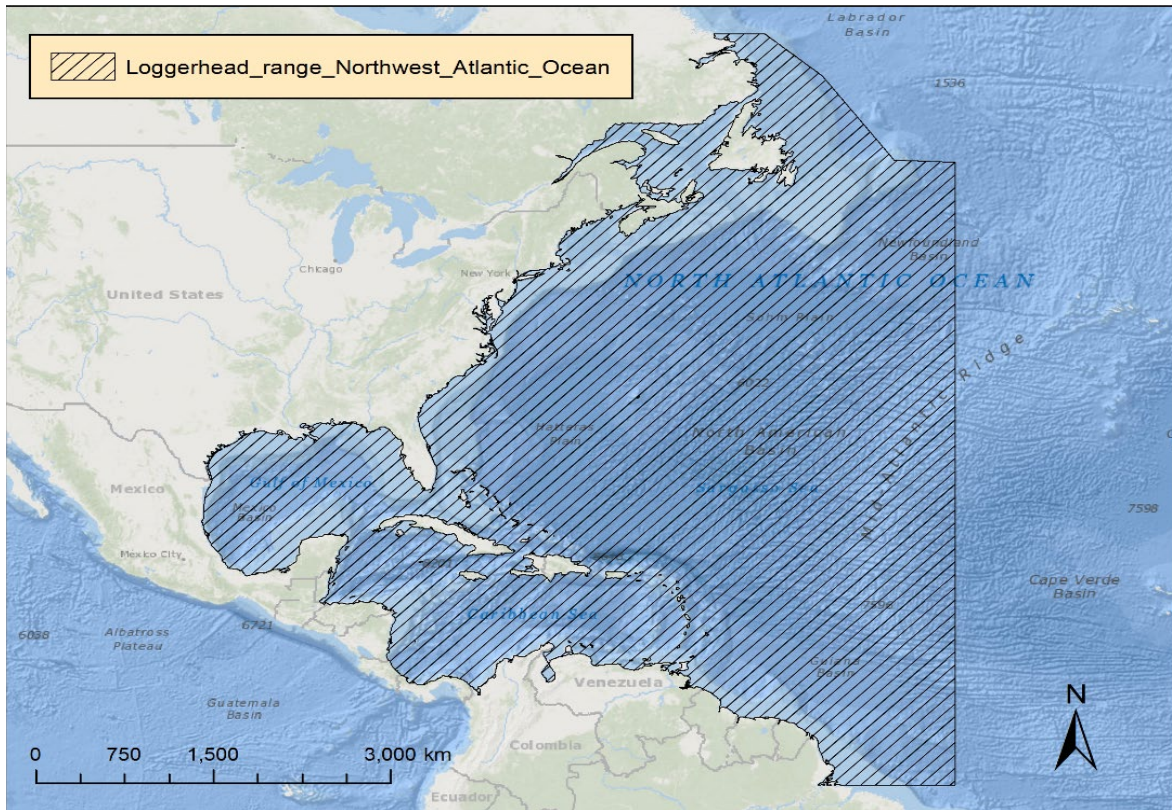 Labrador
Basin
Loggerhead_range_Northwest_Atlantic_Ocean
1536
Newfoundland
Basin
Chicago
New York
NORTH ATLANTIC OCEAN
United States
Sohm Plain
Mid-Atlantic Ridge
6022
Hatteras
Plain
North American
Basin
Gulf of Mexico
Sargasso Sea
Mexico
Mexico
Basin
7598
Mexico City
Cape Verde
Basin
Caribbean Sea
7596
6038
Albatross
Plateau
6721
Guiana
Basin
Venezuela
Guatemala
Basin
N
Colombia
0 750 1,500 3,000 km
Ecuador